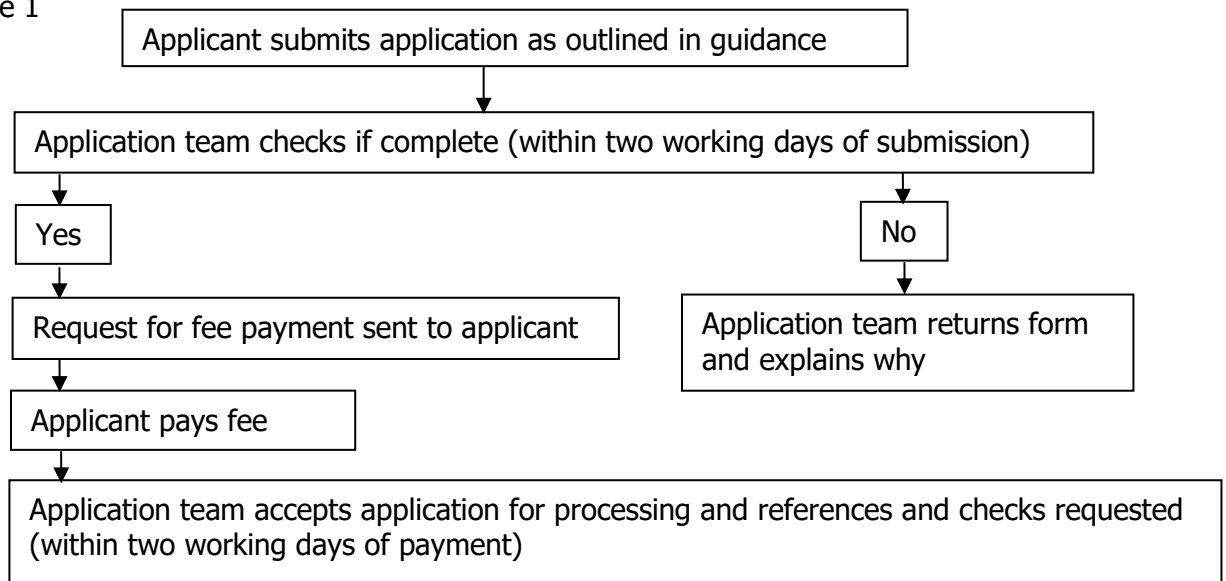 e 1
Applicant submits application as outlined in guidance
Application team checks if complete (within two working days of submission)
Yes
No
Request for fee payment sent to applicant
Application team returns form
and explains why
Applicant pays fee
Application team accepts application for processing and references and checks requested
(within two working days of payment)